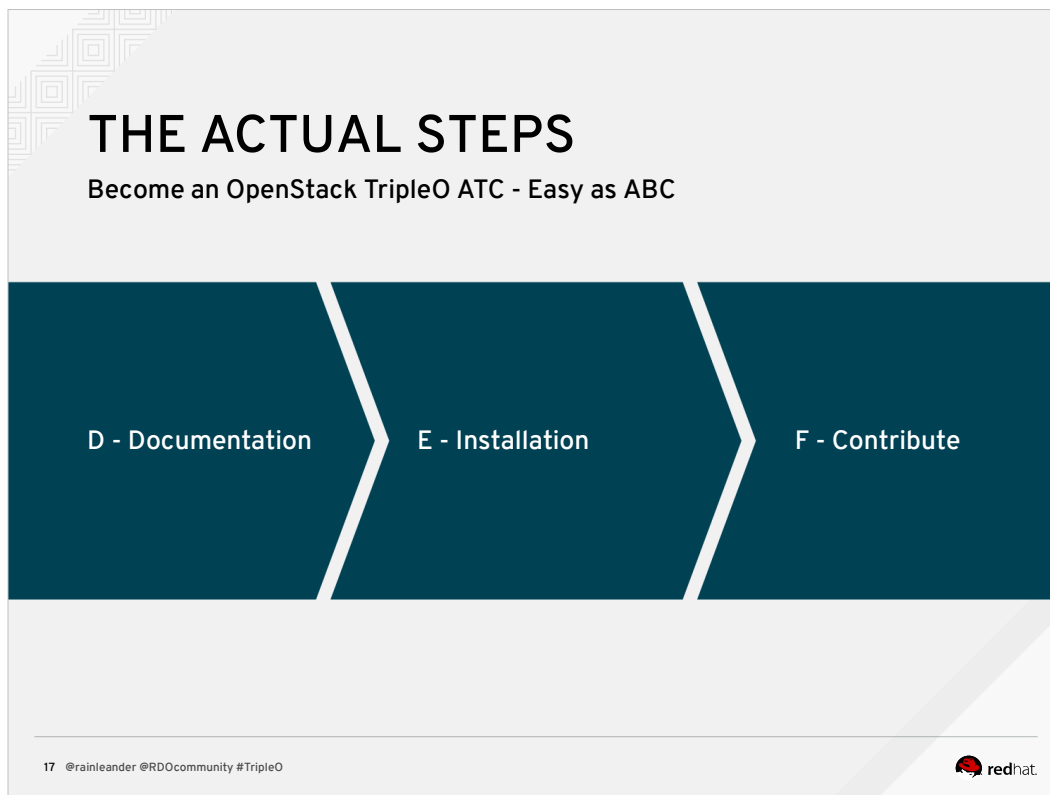 THE ACTUAL STEPS
Become an OpenStack TripleO ATC - Easy as ABC
D - Documentation
E - Installation
F - Contribute
17 @rainleander @RDOcommunity #TripleO
redhat.